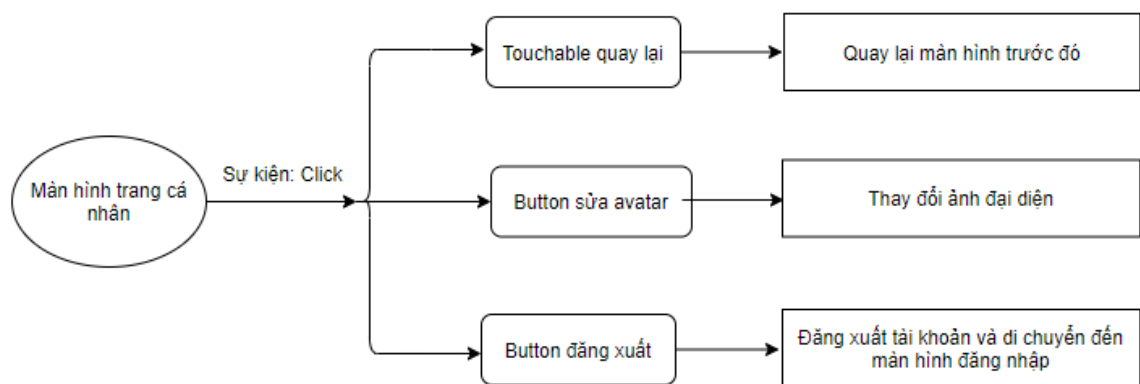 Touchable quay lại
Quay lại màn hình trước đó
Sự kiện: Click
Màn hình trang cá
nhân
Button sửa avatar
Thay đổi ảnh đại diện
Button đăng xuất
Đăng xuất tài khoản và di chuyển đến
màn hình đăng nhập